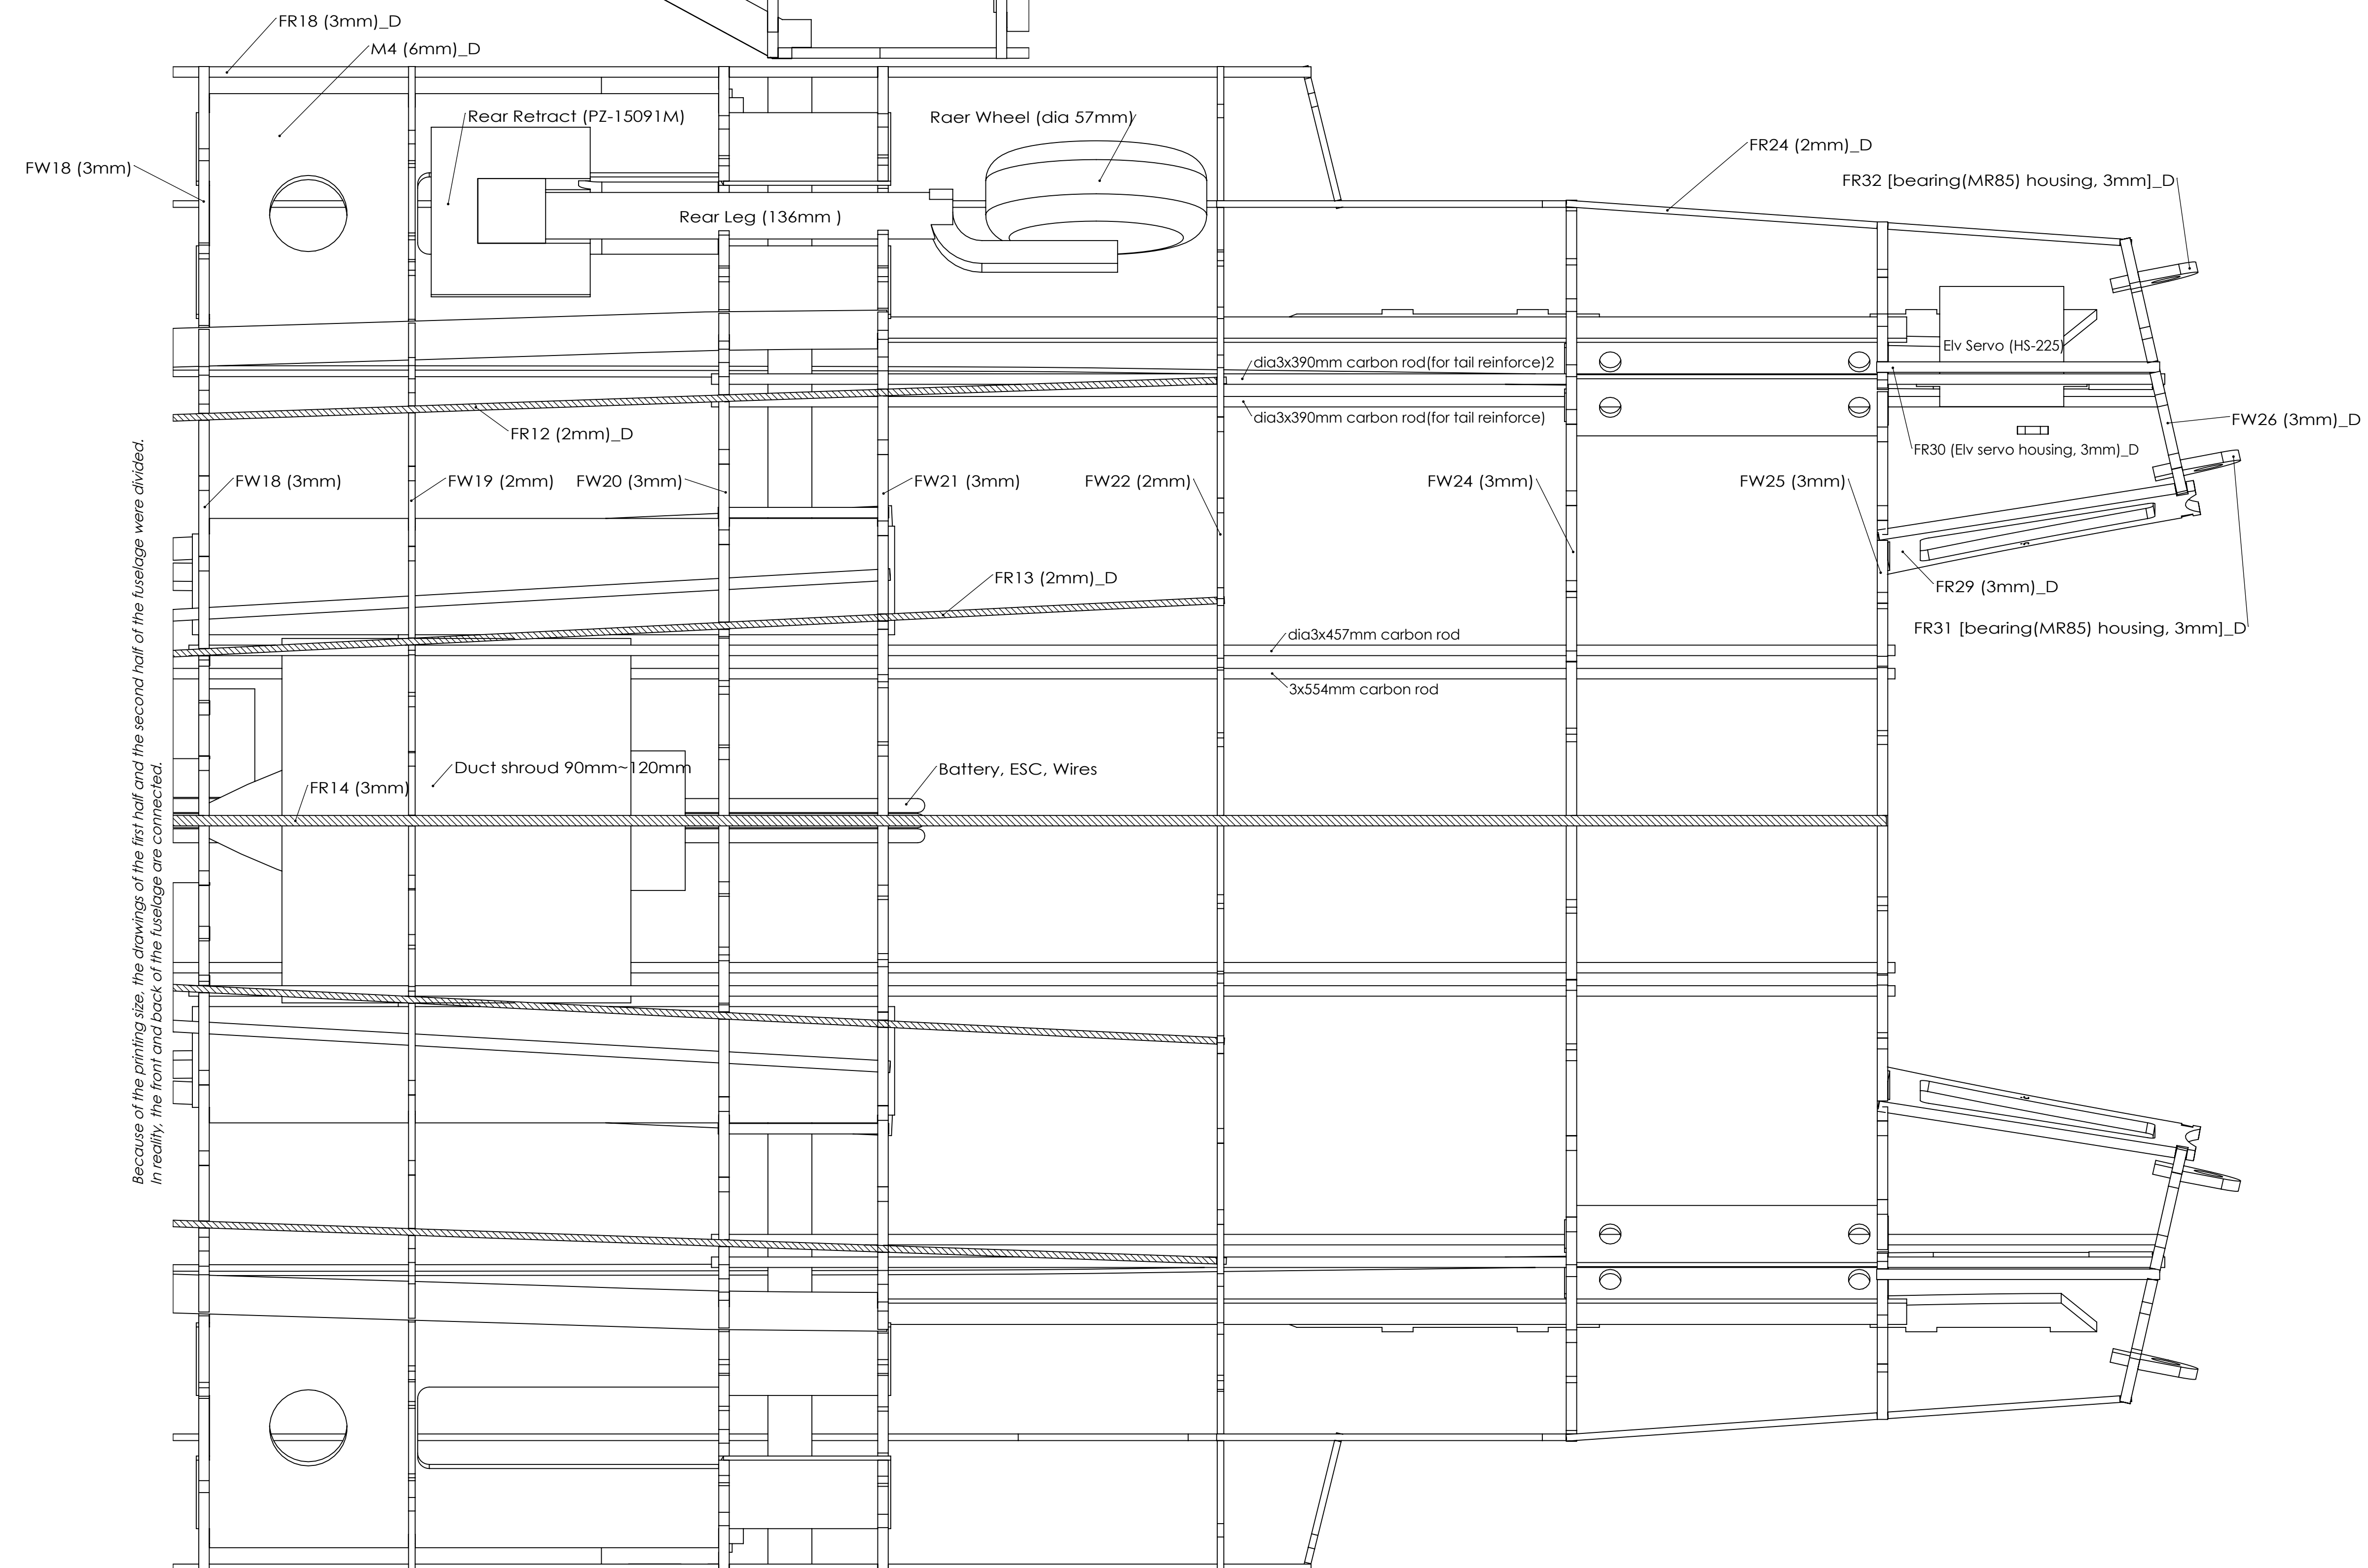 FR18 (3mm)_D
M4 (6mm)_D
Rear Retract (PZ-15091M)
Raer Wheel (dia 57mm)
FR24 (2mm)_D
FW18 (3mm)
FR32 [bearing(MR85) housing, 3mm]_D
Rear Leg (136mm )
Elv Servo (HS-225)
dia3x390mm carbon rod(for tail reinforce)2
dia3x390mm carbon rod(for tail reinforce)
FW26 (3mm)_D
FR12 (2mm)_D
FR30 (Elv servo housing, 3mm)_D
FW18 (3mm)
FW19 (2mm)
FW20 (3mm)
FW21 (3mm)
FW22 (2mm)
FW24 (3mm)
FW25 (3mm)
FR13 (2mm)_D
FR29 (3mm)_D
FR31 [bearing(MR85) housing, 3mm]_D
dia3x457mm carbon rod
3x554mm carbon rod
Duct shroud 90mm~120mm
Battery, ESC, Wires
FR14 (3mm)
Because of the printing size, the drawings of the first half and the second half of the fuselage were divided.
In reality, the front and back of the fuselage are connected.